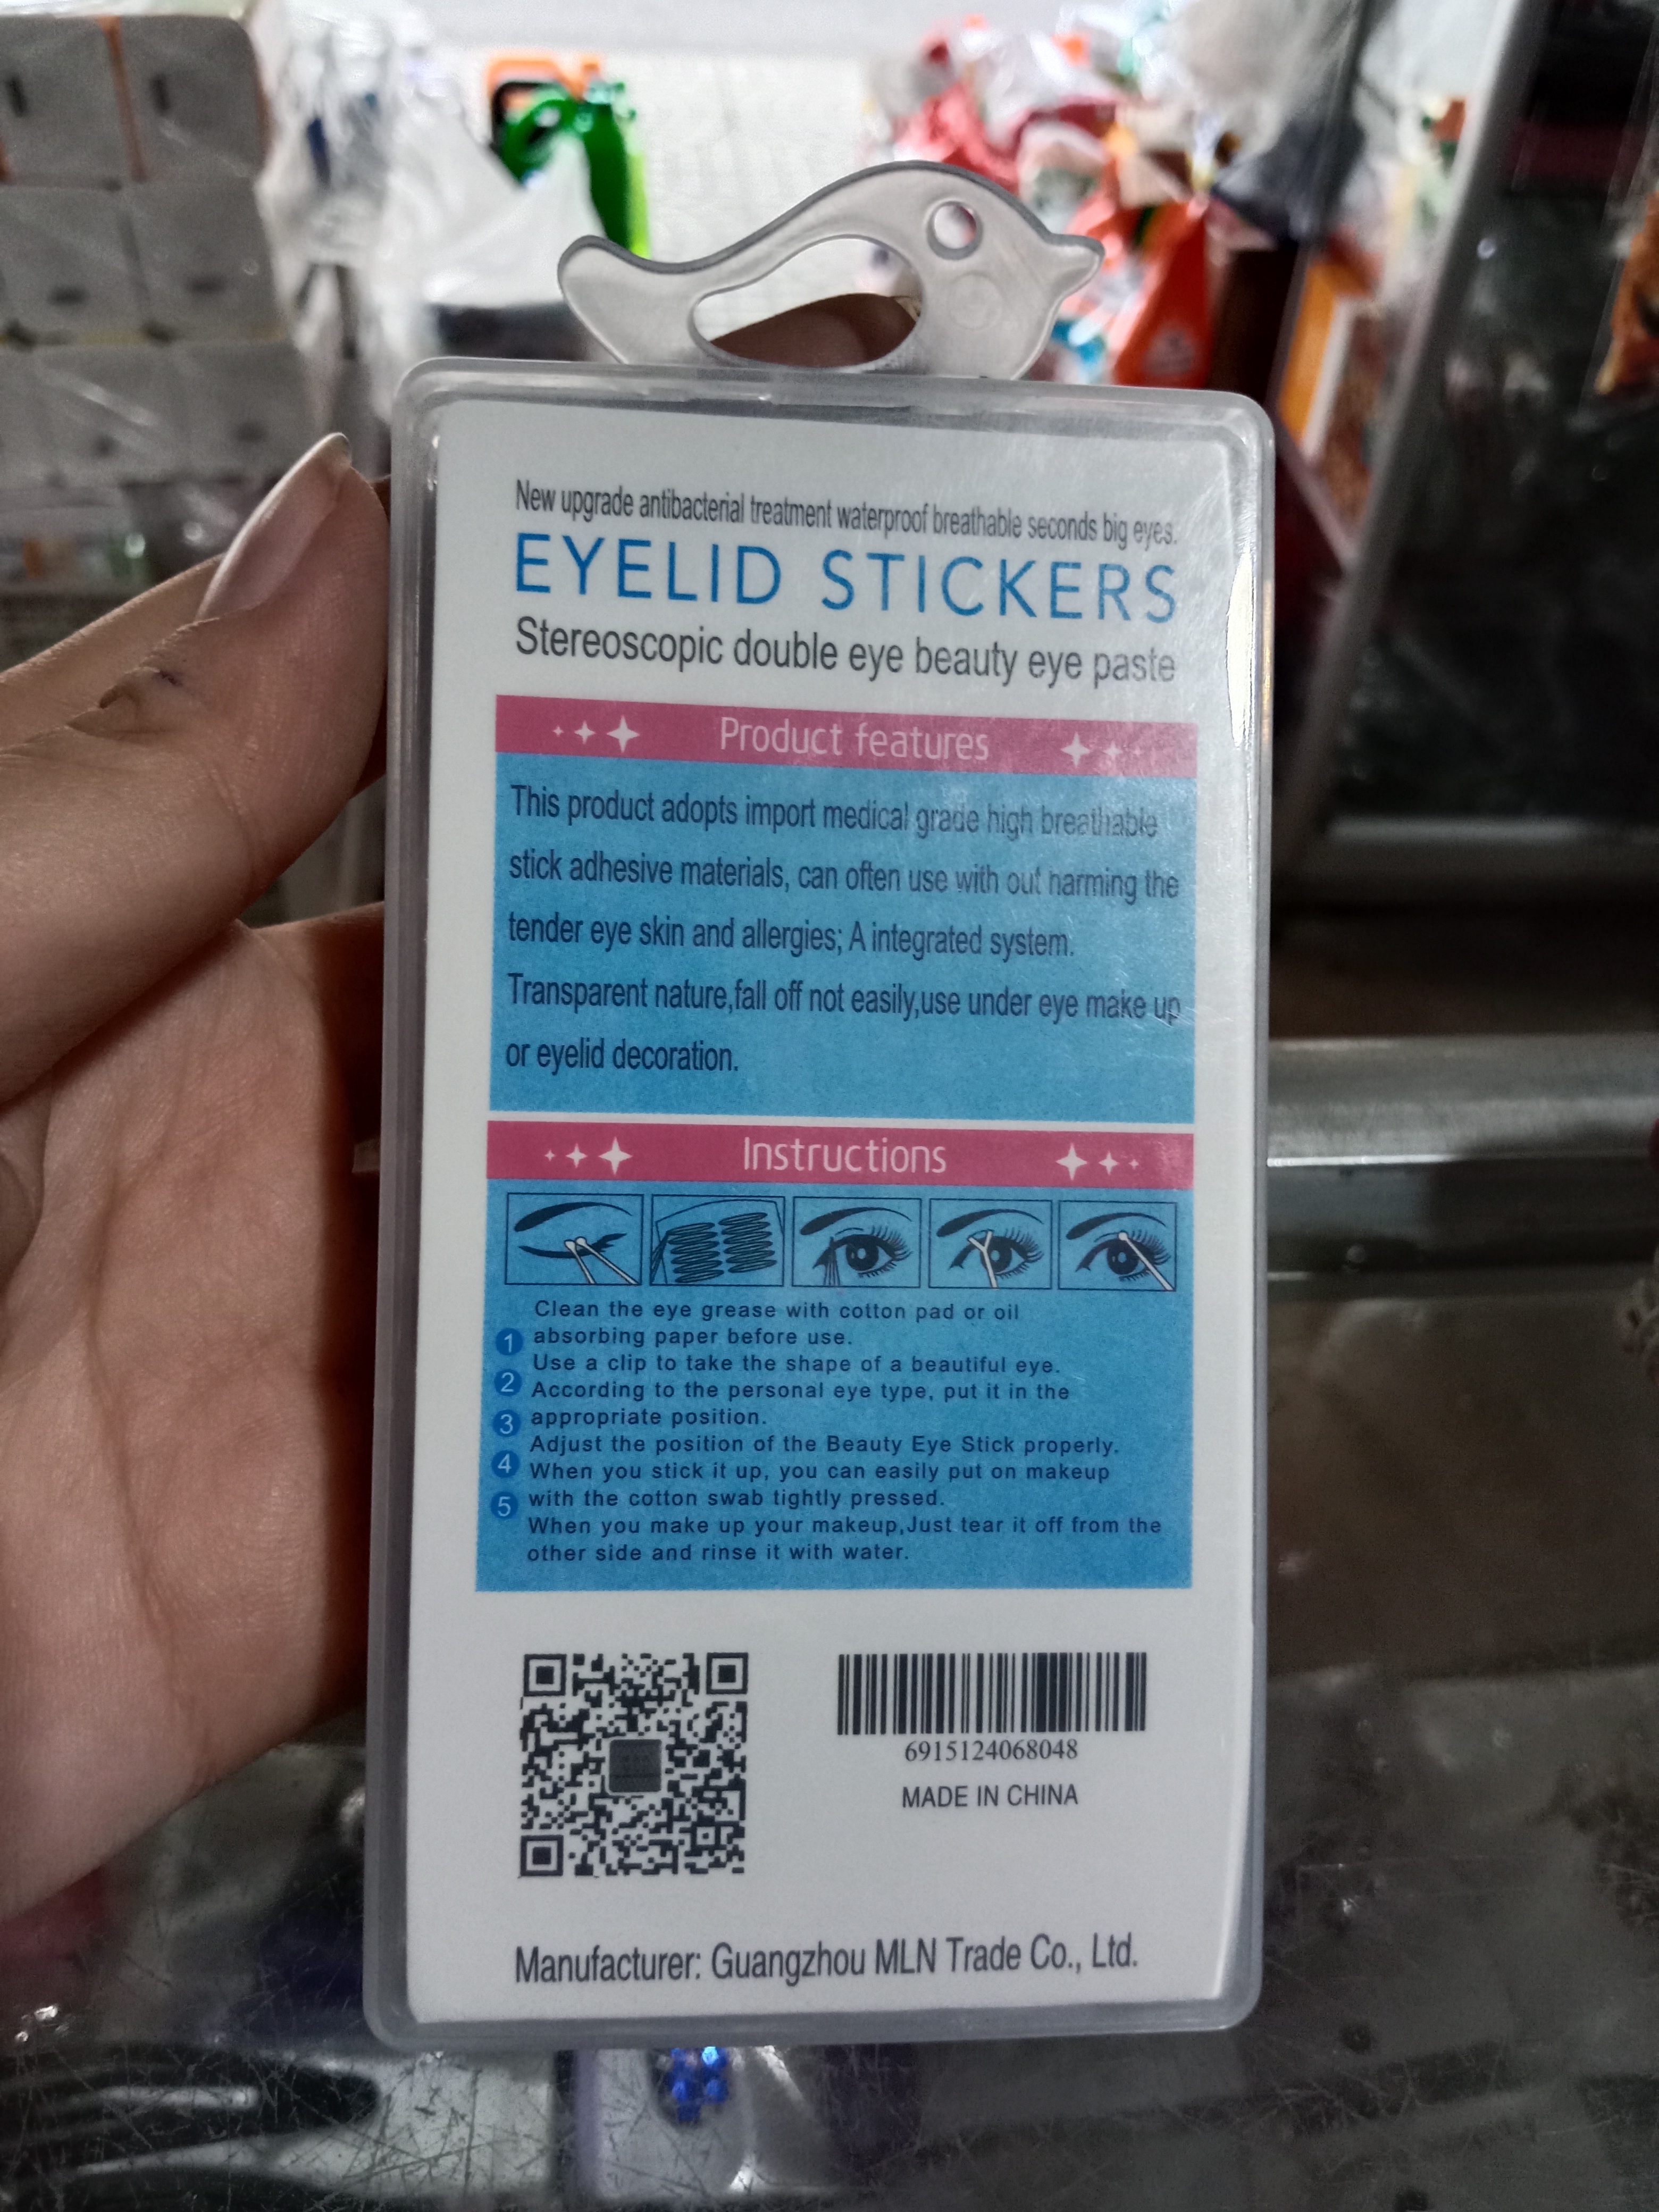 New upgrade antibacterial treatment waterproof breathable seconds big eyes.
EYELID STICKERS
Stereoscopic double eye beauty eye paste
Product features
This product adopts import medical grade high breathable
stick adhesive materials, can often use with out harming the
tender eye skin and allergies; A integrated system.
Transparent nature,fall off not easily,use under eye make up
or eyelid decoration.
Instructions
Clean the eye grease with cotton pad or oil
1 absorbing paper before use.
Use a clip to take the shape of a beautiful eye.
2 According to the personal eye type, put it in the
3 appropriate position.
Adjust the position of the Beauty Eye Stick properly.
4 When you stick it up, you can easily put on makeup
5 with the cotton swab tightly pressed.
When you make up your makeup,Just tear it off from the
other side and rinse it with water.
6915124068048
MADE IN CHINA
Manufacturer: Guangzhou MLN Trade Co., Ltd.